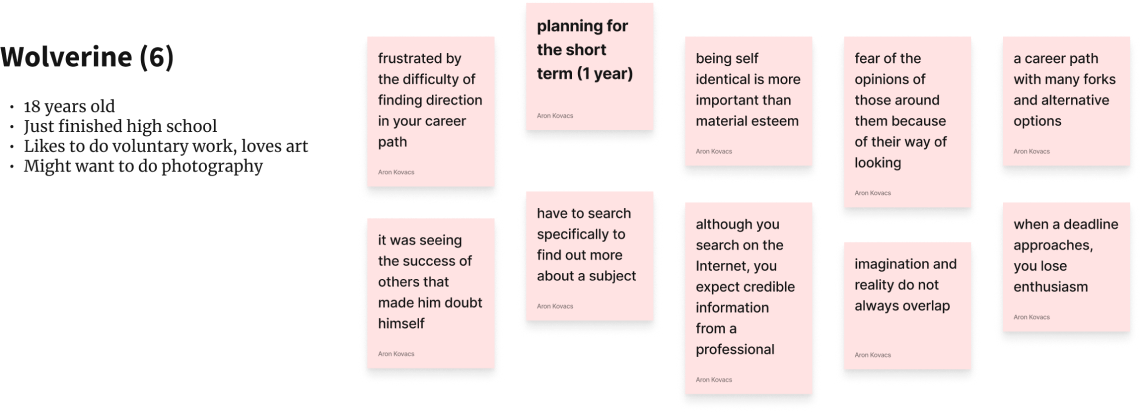 Wolverine (6)
• 18 years old
• Just finished high school
• Likes to do voluntary work, loves art
• Might want to do photography
frustrated by
the difficulty of
finding direction
in your career
path
Aron Kovacs
planning for
the short
term (1 year)
Aron Kovacs
being self
identical is more
important than
material esteem
Aron Kovacs
fear of the
opinions of
those around
them because
of their way of
looking
Aron Kovacs
a career path
with many forks
and alternative
options
Aron Kovacs
it was seeing
the success of
others that
made him doubt
himself
Aron Kovacs
have to search
specifically to
find out more
about a subject
Aron Kovacs
although you
search on the
Internet, you
expect credible
information
from a
professional
Aron Kovacs
imagination and
reality do not
always overlap
Aron Kovacs
when a deadline
approaches,
you lose
enthusiasm
Aron Kovacs